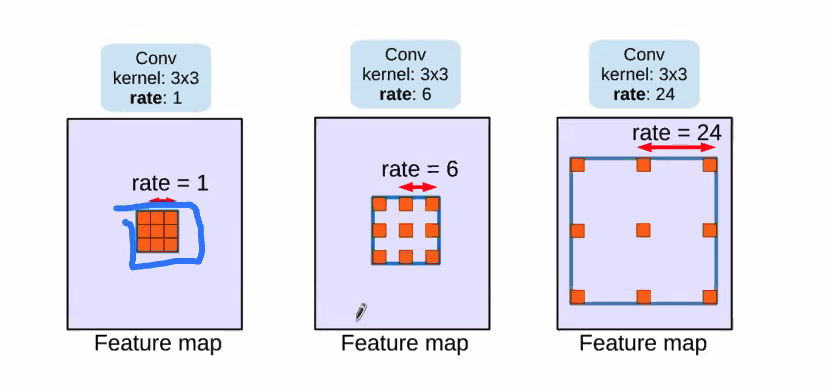 Conv
kernel: 3x3
rate: 1
Conv
kernel: 3x3
rate: 6
Conv
kernel: 3x3
rate: 24
rate = 1
rate = 6
rate = 24
Feature map
Feature map
Feature map